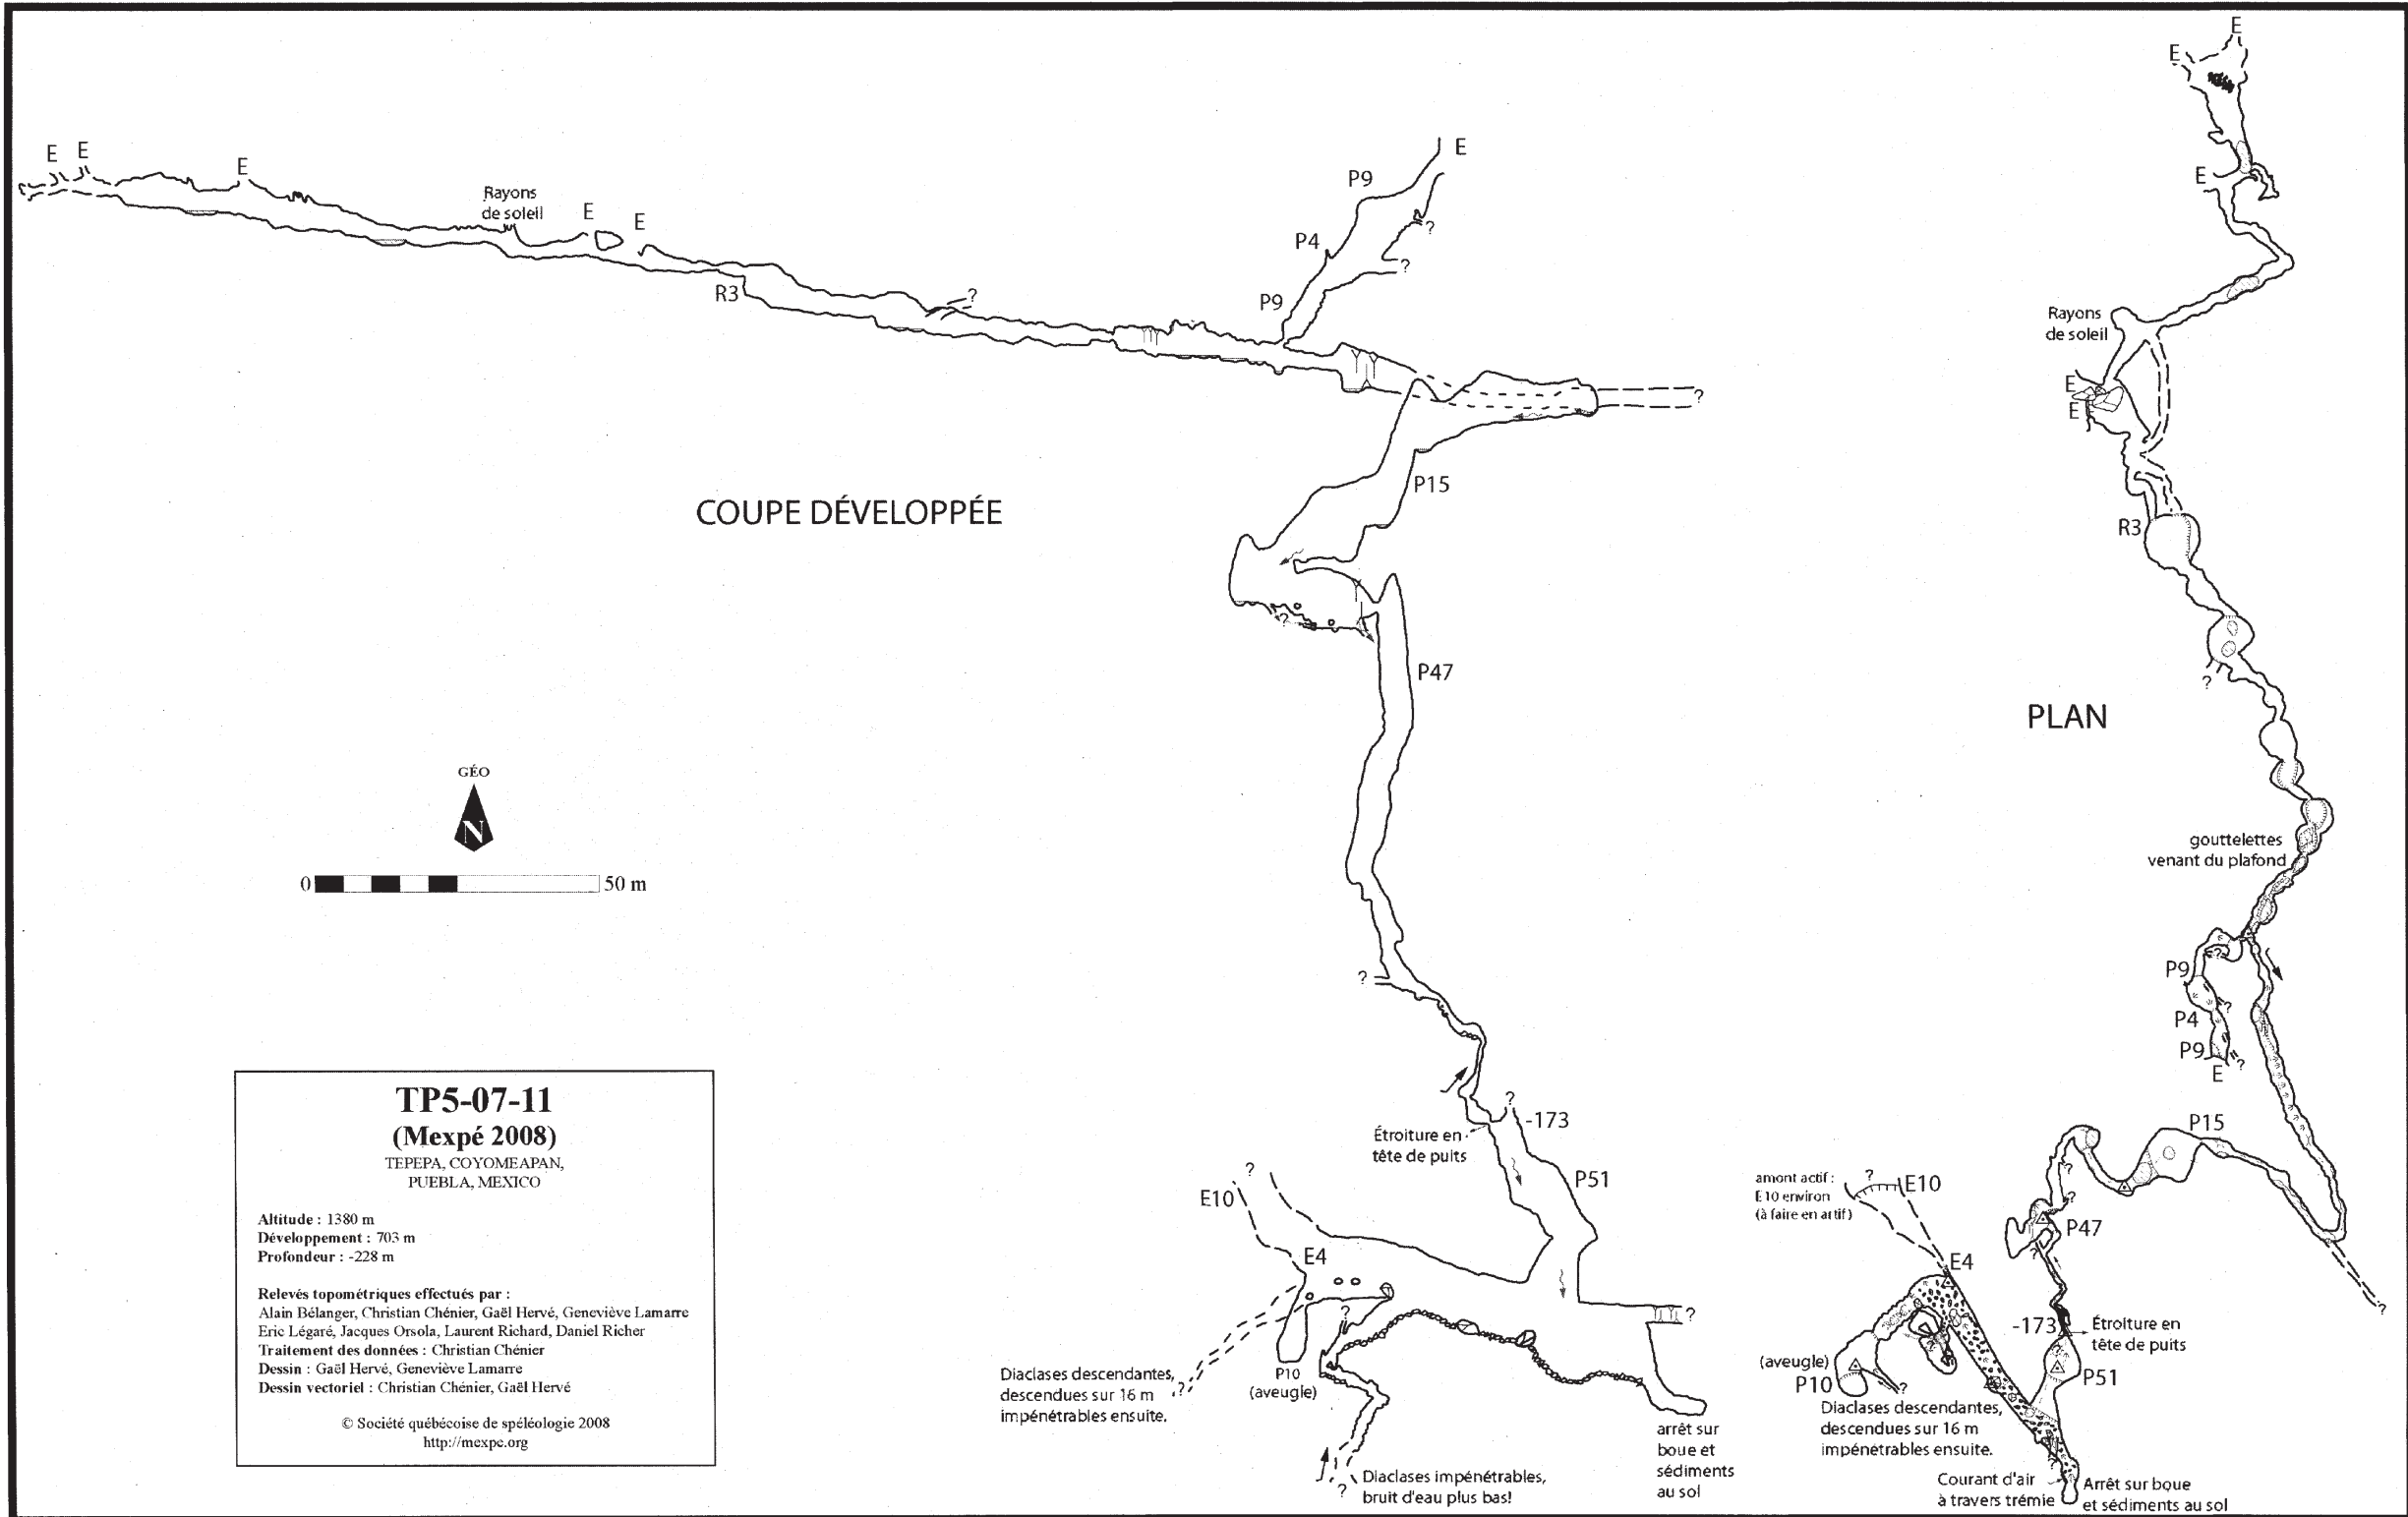 E E
E
Rayons
de soleil
E
E
R3
?
E
P9
?
P4
?
P9
?
COUPE DÉVELOPPÉE
P15
?
P47
?
?
-173
Étroiture en
tête de puits
P51
?
?
E10
E4
?
?
P10
(aveugle)
Diaclases descendantes,
descendues sur 16 m
impénétrables ensuite.
?
?
Diaclases impénétrables,
bruit d'eau plus bas!
arrêt sur
boue et
sédiments
au sol
GÉO
N
0 50 m
TP5-07-11
(Mexpé 2008)
TEPEPA, COYOMEAPAN,
PUEBLA, MEXICO
Altitude : 1380 m
Développement : 703 m
Profondeur : -228 m
Relevés topométriques effectués par :
Alain Bélanger, Christian Chénier, Gaël Hervé, Geneviève Lamarre
Eric Légaré, Jacques Orsola, Laurent Richard, Daniel Richer
Traitement des données : Christian Chénier
Dessin : Gaël Hervé, Geneviève Lamarre
Dessin vectoriel : Christian Chénier, Gaël Hervé
© Société québécoise de spéléologie 2008
http://mexpe.org
E
E
E
Rayons
de soleil
E
E
R3
?
PLAN
gouttelettes
venant du plafond
?
P9
?
P4
P9
?
E
P15
?
?
P47
?
?
amont actif :
E10 environ
(à faire en artif)
?
E10
E4
-173
Étroiture en
tête de puits
(aveugle)
P10
?
P51
Diaclases descendantes,
descendues sur 16 m
impénétrables ensuite.
?
Courant d'air
à travers trémie
Arrêt sur boue
et sédiments au sol